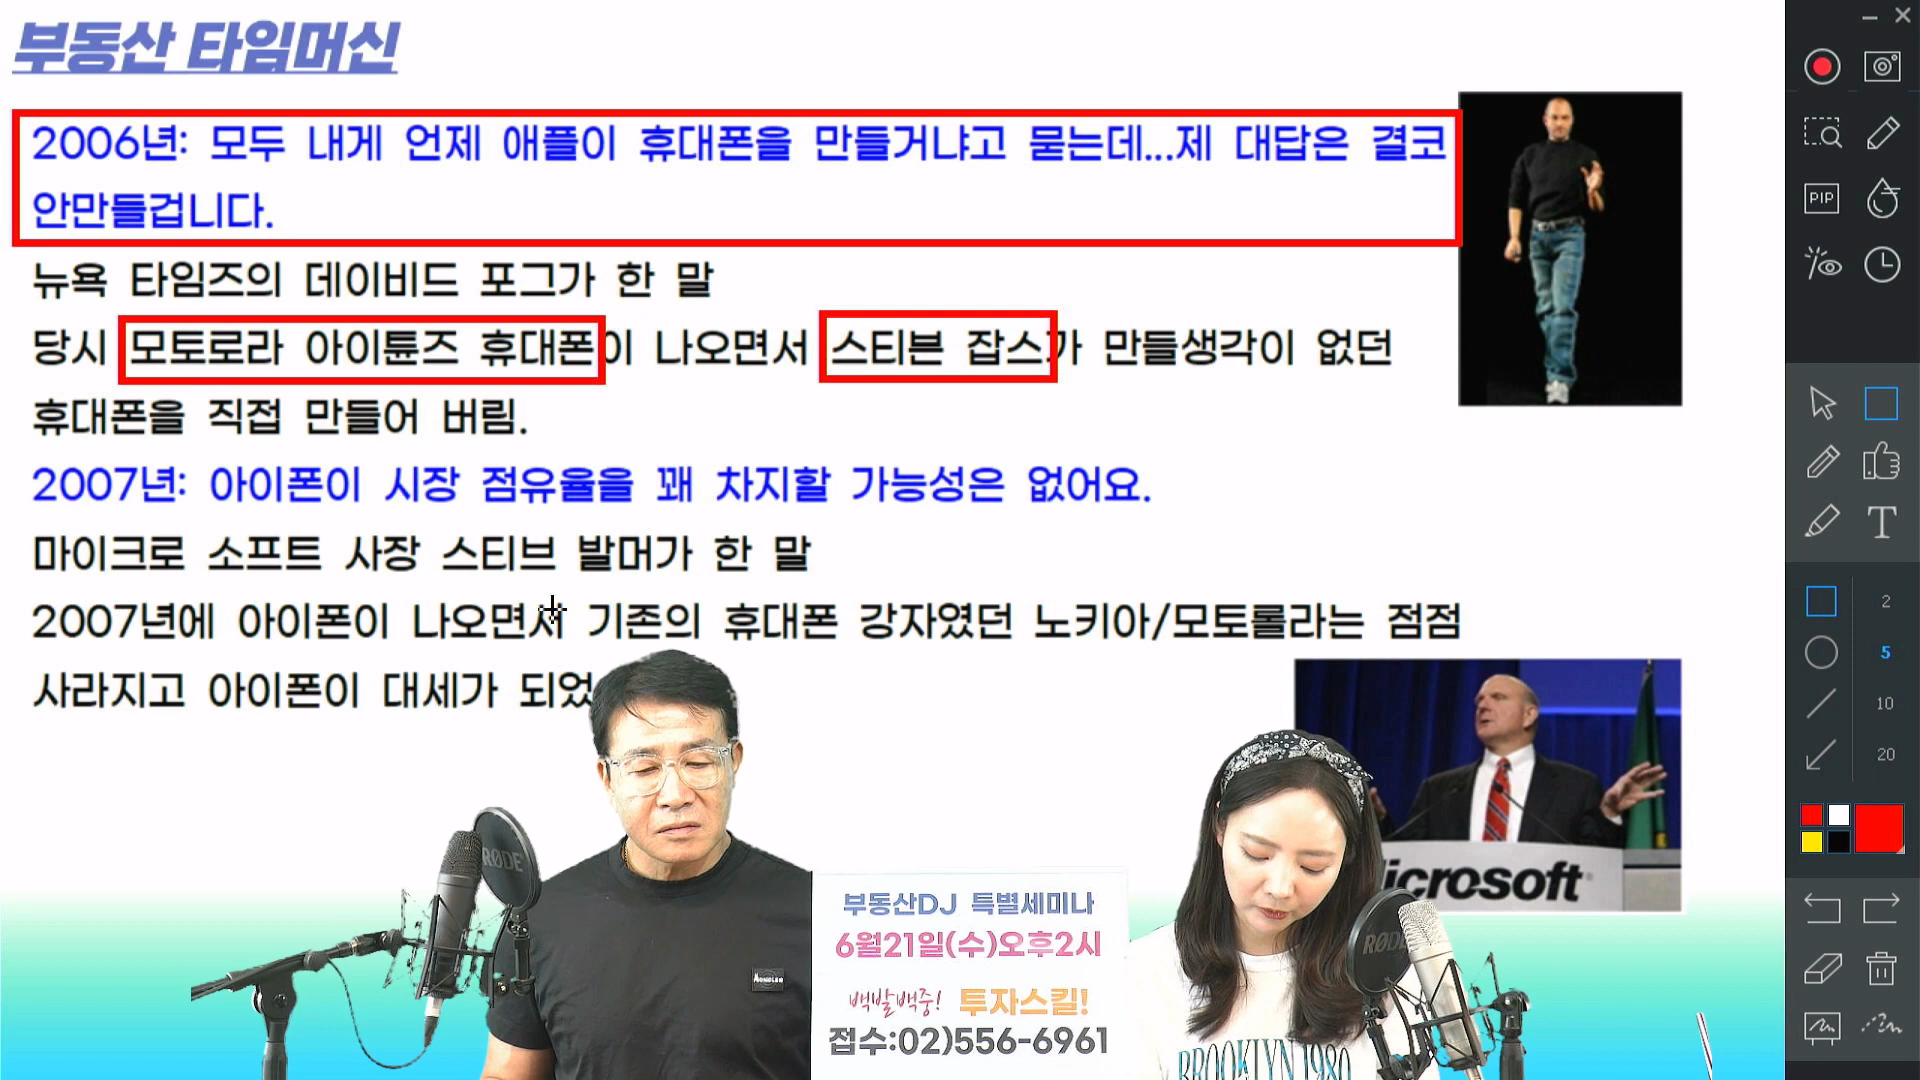 부동산 타임머신
2006년: 모두 내게 언제 애플이 휴대폰을 만들거냐고 묻는데...제 대답은 결코
안만들겁니다.
뉴욕 타임즈의 데이비드 포그가 한 말
당시 모토로라 아이튠즈 휴대폰이 나오면서 스티븐 잡스가 만들생각이 없던
휴대폰을 직접 만들어 버림.
2007년: 아이폰이 시장 점유율을 꽤 차지할 가능성은 없어요.
마이크로 소프트 사장 스티브 발머가 한 말
2007년에 아이폰이 나오면서 기존의 휴대폰 강자였던 노키아/모토롤라는 점점
사라지고 아이폰이 대세가 되었
icrosoft
RØDE
RØDE
부동산DJ 특별세미나
6월21일(수)오후2시
백발백중! 투자스킬!
접수:02)556-6961
BROOKLYN 1980
PIP
T
2
5
10
20